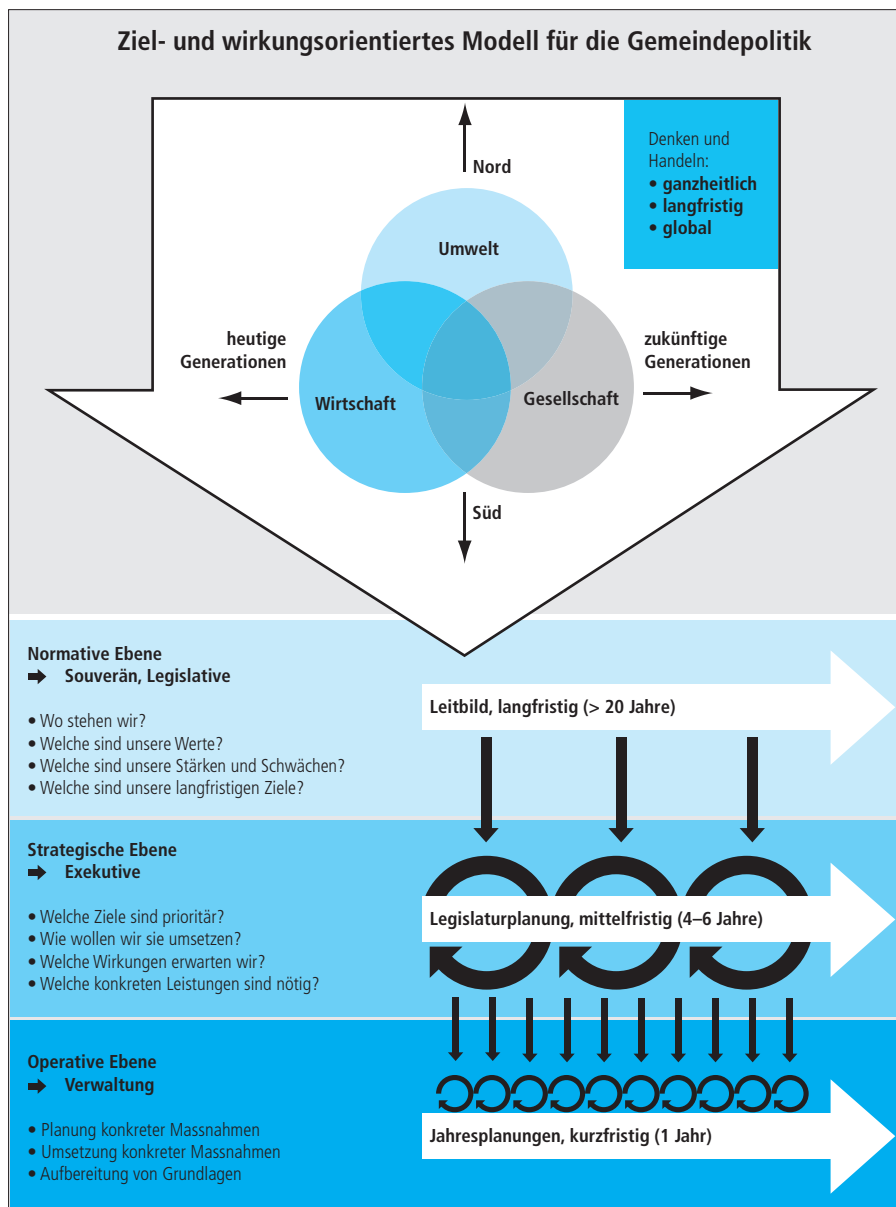 Ziel- und wirkungsorientiertes Modell für die Gemeindepolitik
Denken und
Handeln:
• ganzheitlich
• langfristig
• global
Nord
Umwelt
heutige
Generationen
zukünftige
Generationen
Wirtschaft
Gesellschaft
Süd
Normative Ebene
➡ Souverän, Legislative
• Wo stehen wir?
• Welche sind unsere Werte?
• Welche sind unsere Stärken und Schwächen?
• Welche sind unsere langfristigen Ziele?
Leitbild, langfristig (> 20 Jahre)
Strategische Ebene
➡ Exekutive
• Welche Ziele sind prioritär?
• Wie wollen wir sie umsetzen?
• Welche Wirkungen erwarten wir?
• Welche konkreten Leistungen sind nötig?
Legislaturplanung, mittelfristig (4–6 Jahre)
Operative Ebene
➡ Verwaltung
• Planung konkreter Massnahmen
• Umsetzung konkreter Massnahmen
• Aufbereitung von Grundlagen
Jahresplanungen, kurzfristig (1 Jahr)